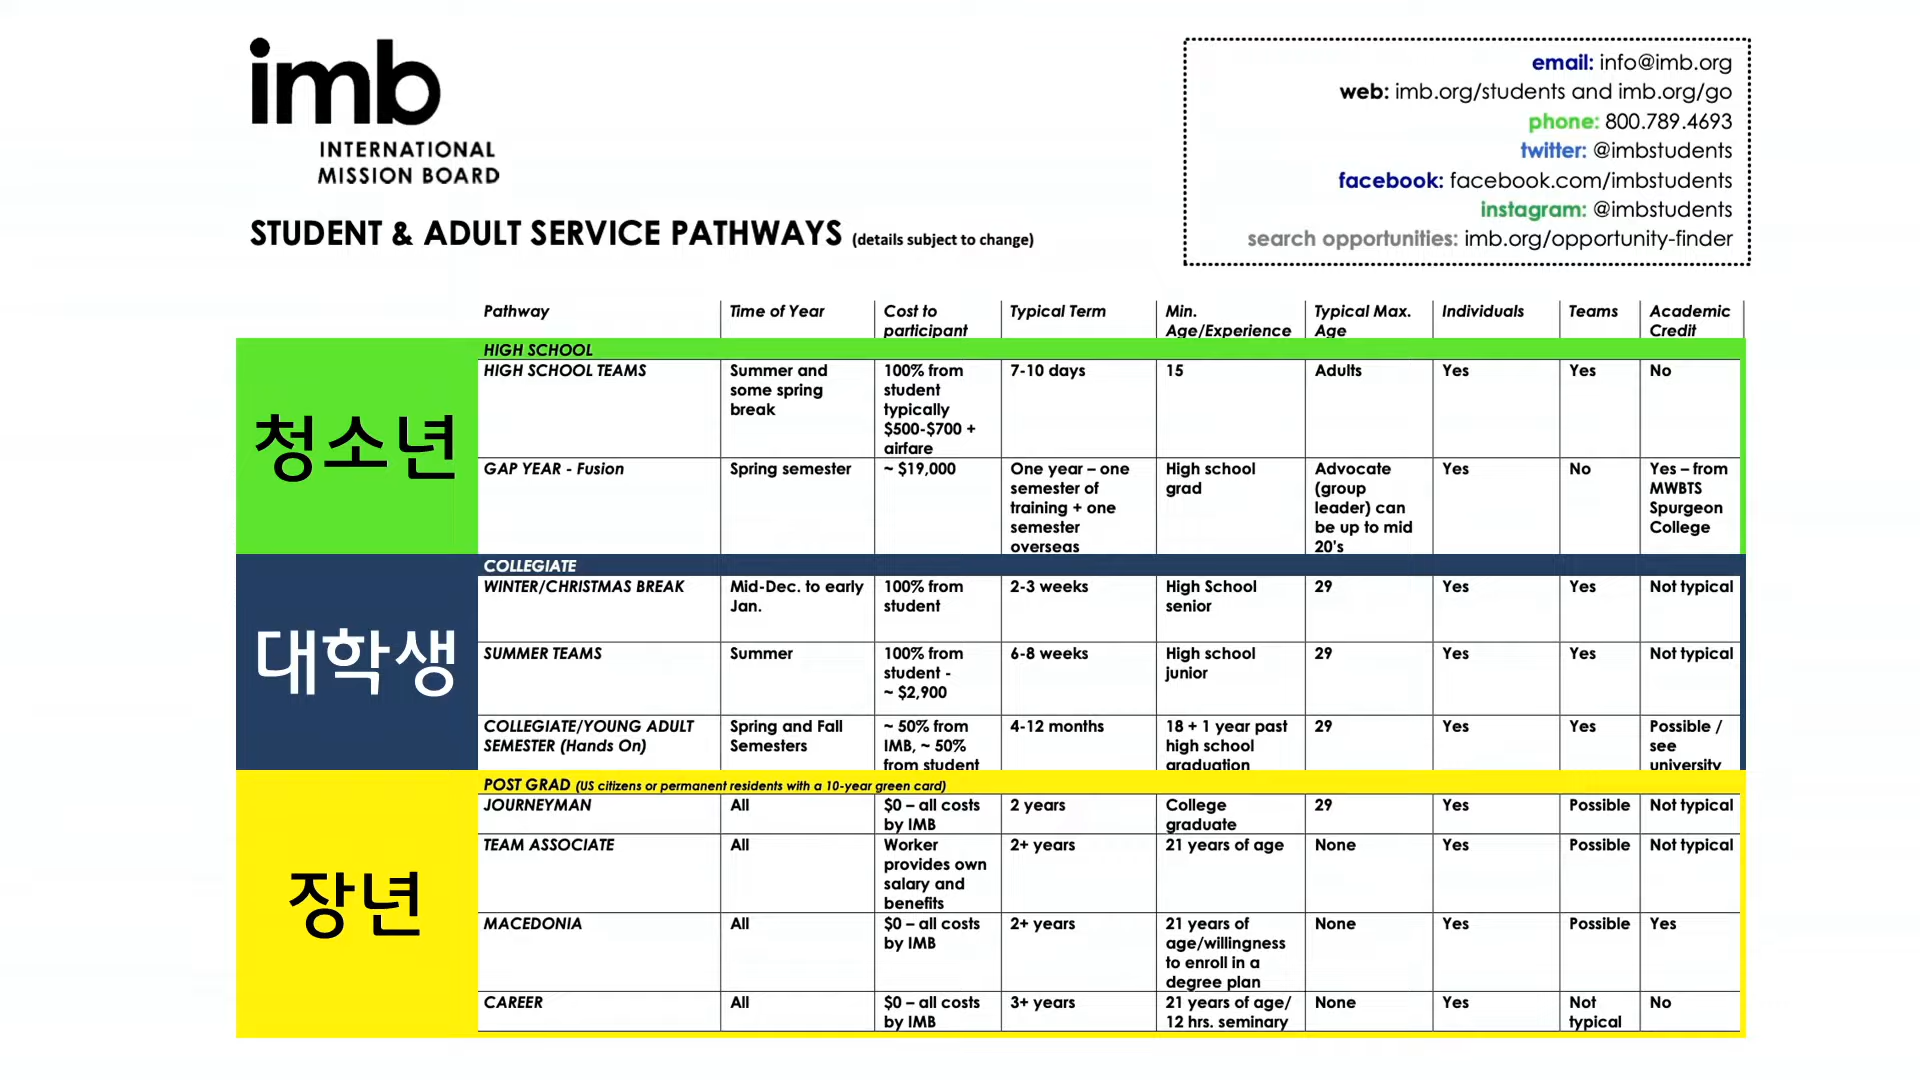 imb
INTERNATIONAL
MISSION BOARD
STUDENT & ADULT SERVICE PATHWAYS (details subject to change)
email: info@imb.org
web: imb.org/students and imb.org/go
phone: 800.789.4693
twitter: @imbstudents
facebook: facebook.com/imbstudents
instagram: @imbstudents
search opportunities: imb.org/opportunity-finder
Pathway
Time of Year
Cost to
participant
Typical Term
Min.
Age/Experience
Typical Max.
Age
Individuals
Teams
Academic
Credit
청소년
HIGH SCHOOL
HIGH SCHOOL TEAMS
Summer and
some spring
break
100% from
student
typically
$500-$700 +
airfare
7-10 days
15
Adults
Yes
Yes
No
GAP YEAR - Fusion
Spring semester
~ $19,000
One year – one
semester of
training + one
semester
overseas
High school
grad
Advocate
(group
leader) can
be up to mid
20's
Yes
No
Yes – from
MWBTS
Spurgeon
College
대학생
COLLEGIATE
WINTER/CHRISTMAS BREAK
Mid-Dec. to early
Jan.
100% from
student
2-3 weeks
High School
senior
29
Yes
Yes
Not typical
SUMMER TEAMS
Summer
100% from
student -
~ $2,900
6-8 weeks
High school
junior
29
Yes
Yes
Not typical
COLLEGIATE/YOUNG ADULT
SEMESTER (Hands On)
Spring and Fall
Semesters
~ 50% from
IMB, ~ 50%
from student
4-12 months
18 + 1 year past
high school
graduation
29
Yes
Yes
Possible /
see
university
장년
POST GRAD (US citizens or permanent residents with a 10-year green card)
JOURNEYMAN
All
$0 – all costs
by IMB
2 years
College
graduate
29
Yes
Possible
Not typical
TEAM ASSOCIATE
All
Worker
provides own
salary and
benefits
2+ years
21 years of age
None
Yes
Possible
Not typical
MACEDONIA
All
$0 – all costs
by IMB
2+ years
21 years of
age/willingness
to enroll in a
degree plan
None
Yes
Possible
Yes
CAREER
All
$0 – all costs
by IMB
3+ years
21 years of age/
12 hrs. seminary
None
Yes
Not
typical
No